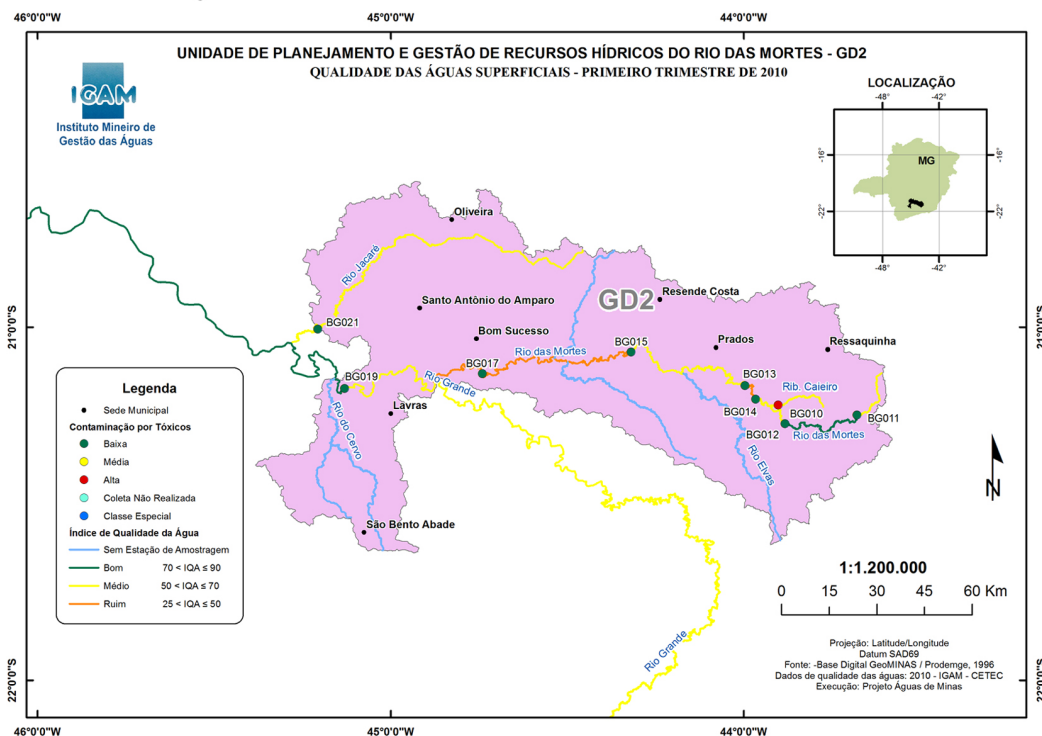 46°0'0"W
45°0'0"W
44°0'0"W
UNIDADE DE PLANEJAMENTO E GESTÃO DE RECURSOS HÍDRICOS DO RIO DAS MORTES - GD2
QUALIDADE DAS ÁGUAS SUPERFICIAIS - PRIMEIRO TRIMESTRE DE 2010
IGAM
Instituto Mineiro de
Gestão das Águas
LOCALIZAÇÃO
-48°
-42°
-16°
-16°
MG
-22°
-22°
-48°
-42°
Oliveira
Rio Jacaré
GD2
Resende Costa
Santo Antônio do Amparo
21°0'0"S
21°0'0"S
BG021
Bom Sucesso
BG015
Prados
Ressaquinha
Rio das Mortes
BG017
BG019
Rio Grande
BG013
Rib. Caieiro
Lavras
BG014
BG010
BG011
BG012
Rio das Mortes
Rio do Cervo
Rio Elvas
São Bento Abade
N
Legenda
Sede Municipal
Contaminação por Tóxicos
Baixa
Média
Alta
Coleta Não Realizada
Classe Especial
Índice de Qualidade da Água
Sem Estação de Amostragem
Bom 70 < IQA ≤ 90
Médio 50 < IQA ≤ 70
Ruim 25 < IQA ≤ 50
1:1.200.000
0 15 30 45 60 Km
Rio Grande
Projeção: Latitude/Longitude
Datum SAD69
Fonte: -Base Digital GeoMINAS / Prodemge, 1996
Dados de qualidade das águas: 2010 - IGAM - CETEC
Execução: Projeto Águas de Minas
22°0'0"S
22°0'0"S
46°0'0"W
45°0'0"W
44°0'0"W